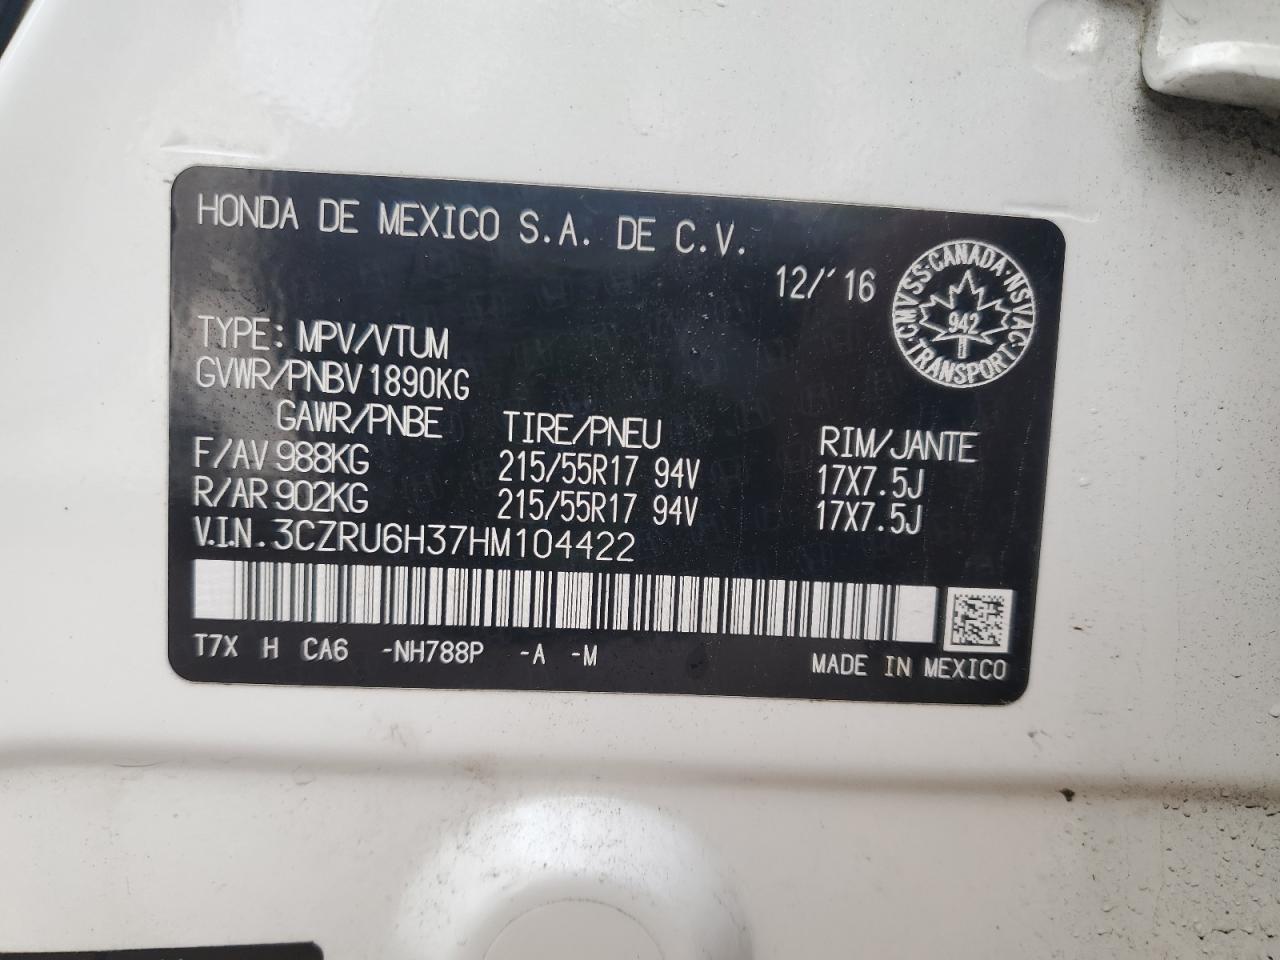 HONDA DE MEXICO S.A. DE C.V.
12/'16
CMVSS·CANADA·NSVAC·TRANSPORT·
942
TYPE: MPV/VTUM
GVWR/PNBV 1890KG
GAWR/PNBE TIRE/PNEU RIM/JANTE
F/AV 988KG 215/55R17 94V 17X7.5J
R/AR 902KG 215/55R17 94V 17X7.5J
V.I.N. 3CZRU6H37HM104422
T7X H CA6 -NH788P -A -M
MADE IN MEXICO